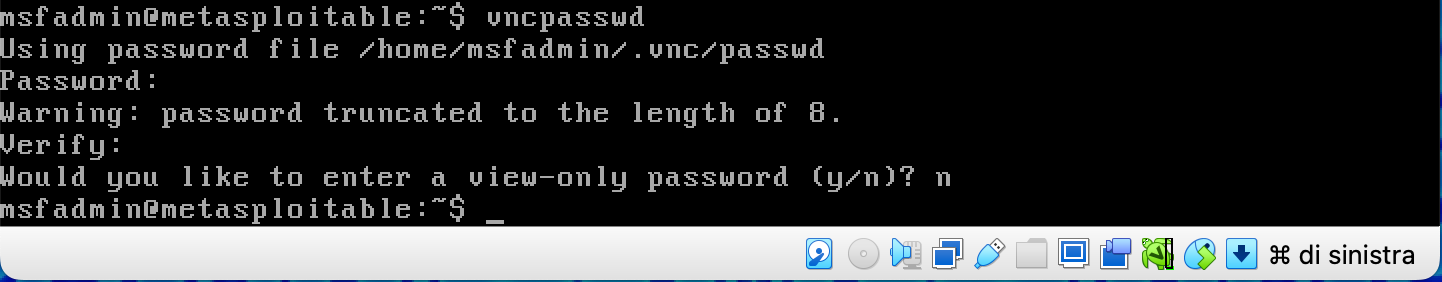 msfadmin@metasploitable:~$ vncpasswd
Using password file /home/msfadmin/.vnc/passwd
Password:
Warning: password truncated to the length of 8.
Verify:
Would you like to enter a view-only password (y/n)? n
msfadmin@metasploitable:~$ _
⌘ di sinistra